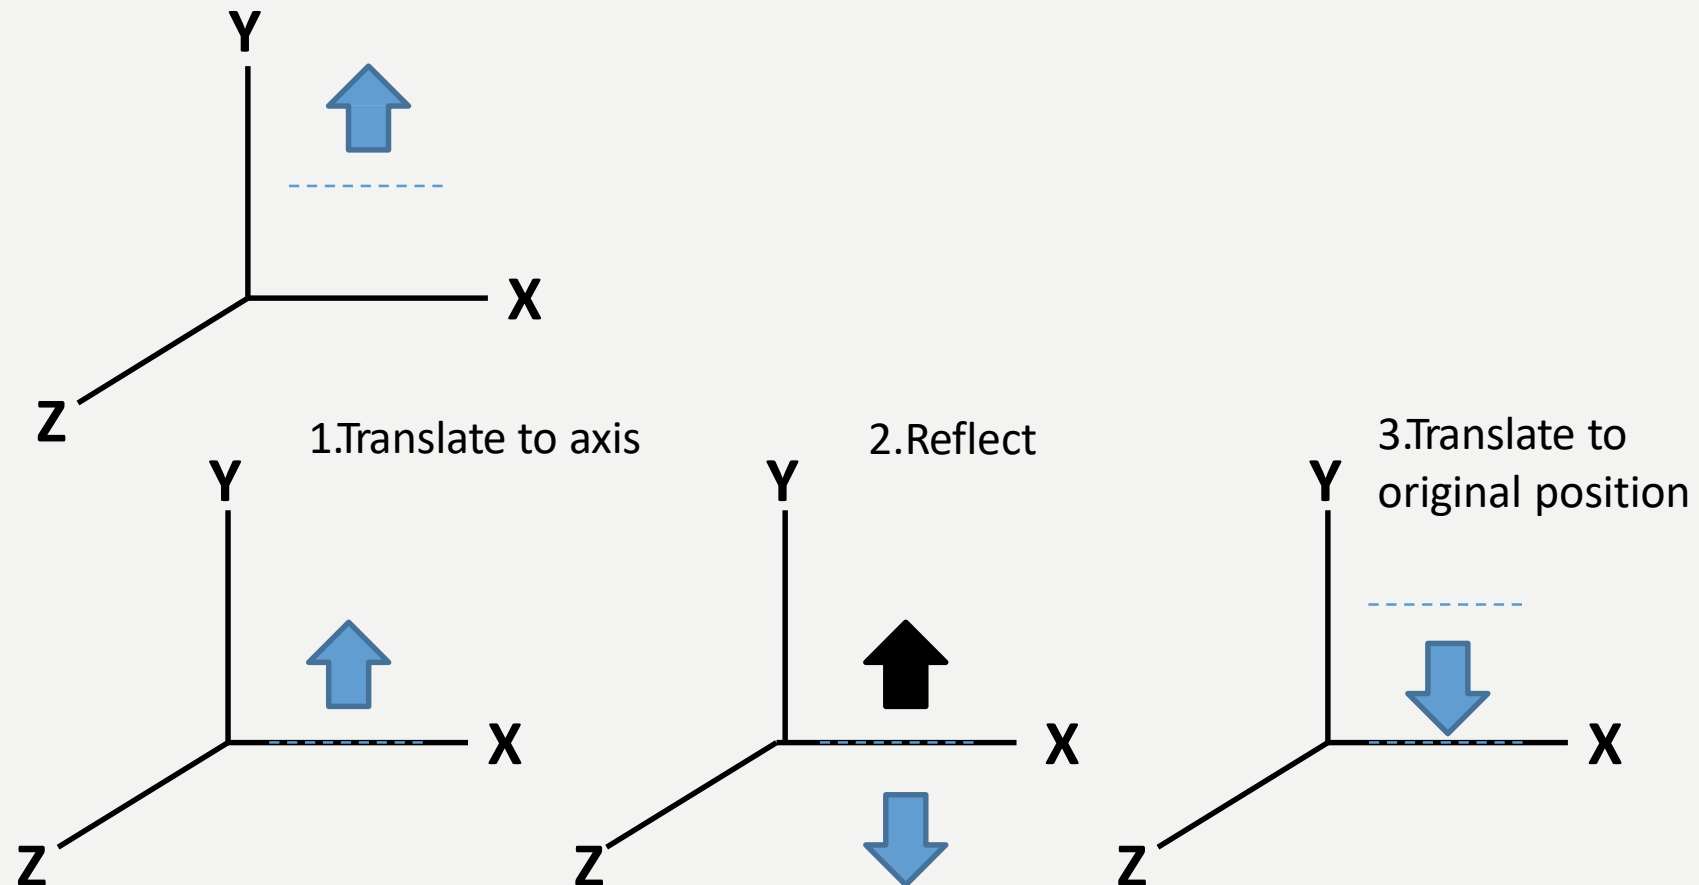 Y
X
Z
1.Translate to axis
Y
X
Z
2.Reflect
Y
X
Z
3.Translate to
original position
Y
X
Z